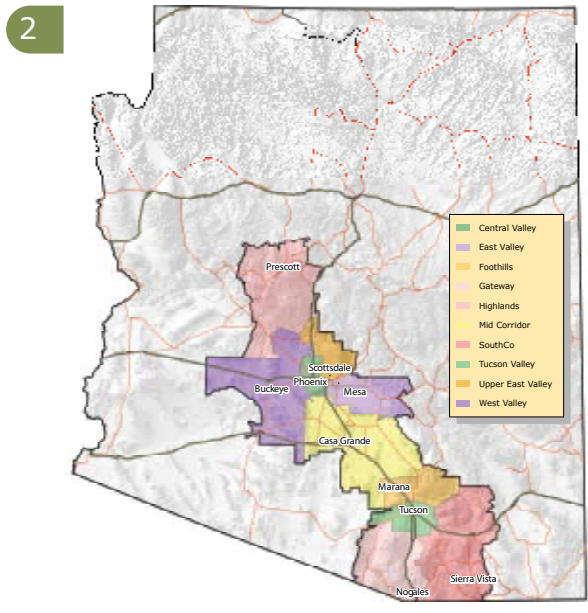 2
Central Valley
East Valley
Foothills
Gateway
Highlands
Mid Corridor
SouthCo
Tucson Valley
Upper East Valley
West Valley
Prescott
Scottsdale
Phoenix
Buckeye
Mesa
Casa Grande
Marana
Tucson
Sierra Vista
Nogales